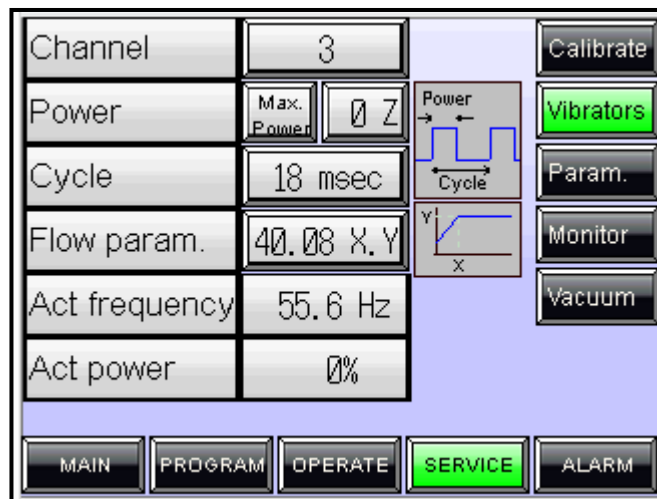 Channel 3 Calibrate
Power Max. Power 0 Z Power Vibrators
Cycle 18 msec Cycle Param.
Flow param. 40.08 X.Y Y X Monitor
Act frequency 55.6 Hz Vacuum
Act power 0%
MAIN PROGRAM OPERATE SERVICE ALARM